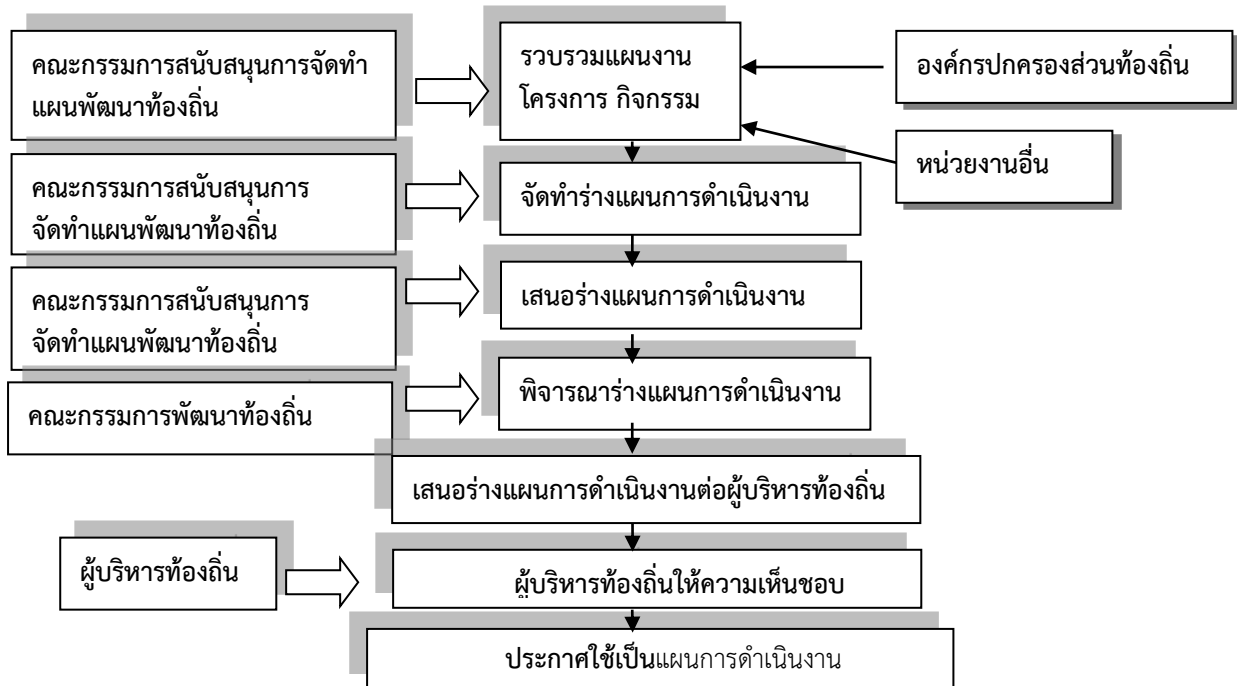 คณะกรรมการสนับสนุนการจัดทำ
แผนพัฒนาท้องถิ่น
รวบรวมแผนงาน
โครงการ กิจกรรม
องค์กรปกครองส่วนท้องถิ่น
หน่วยงานอื่น
คณะกรรมการสนับสนุนการ
จัดทำแผนพัฒนาท้องถิ่น
จัดทำร่างแผนการดำเนินงาน
คณะกรรมการสนับสนุนการ
จัดทำแผนพัฒนาท้องถิ่น
เสนอร่างแผนการดำเนินงาน
คณะกรรมการพัฒนาท้องถิ่น
พิจารณาร่างแผนการดำเนินงาน
เสนอร่างแผนการดำเนินงานต่อผู้บริหารท้องถิ่น
ผู้บริหารท้องถิ่น
ผู้บริหารท้องถิ่นให้ความเห็นชอบ
ประกาศใช้เป็นแผนการดำเนินงาน